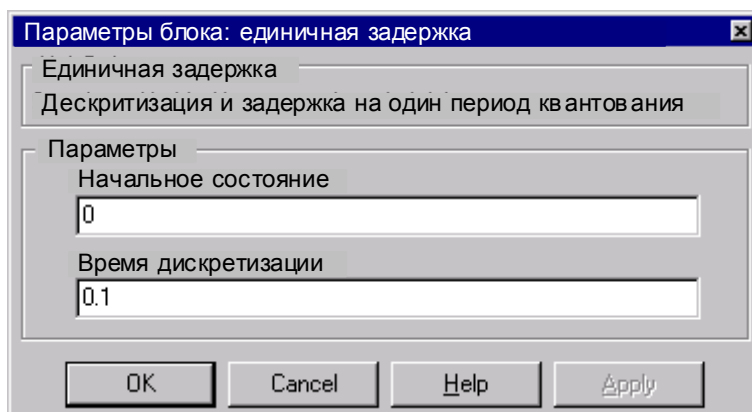 Параметры блока: единичная задержка
Единичная задержка
Дескритизация и задержка на один период квантования
Параметры
Начальное состояние
0
Время дискретизации
0.1
OK Cancel Help Apply